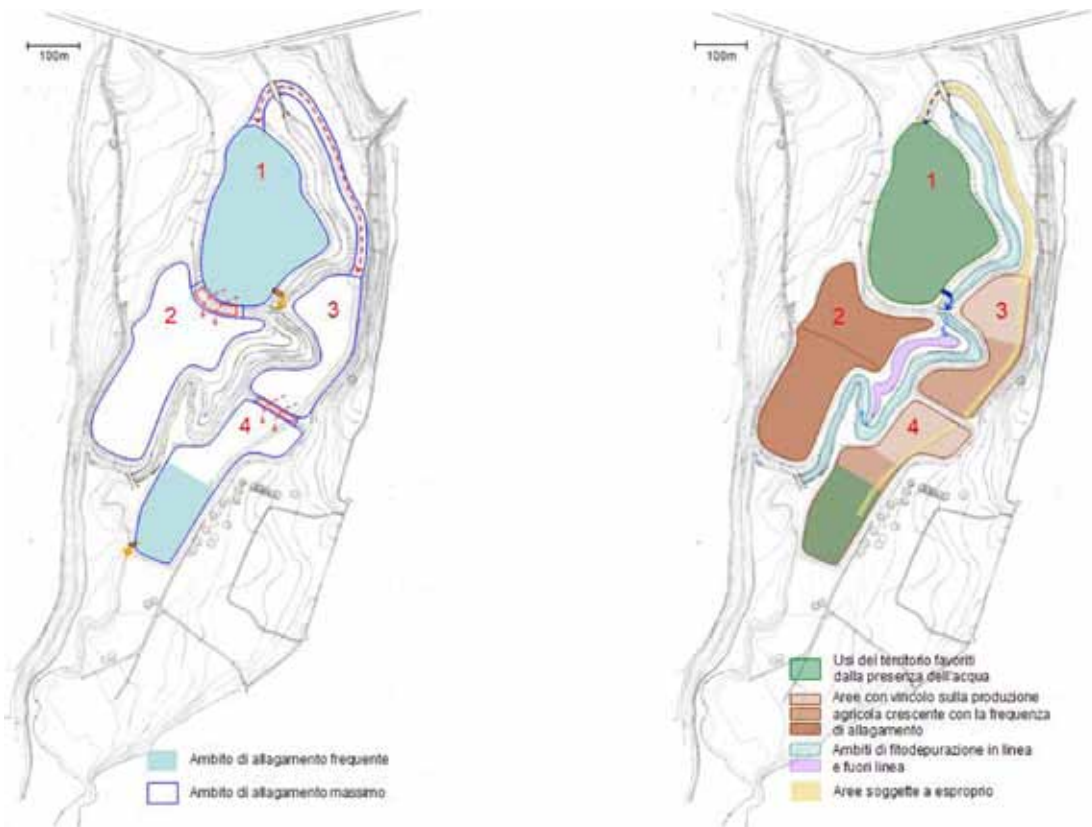 100m
1
2
3
4
Ambito di allagamento frequente
Ambito di allagamento massimo
100m
1
2
3
4
Usi del territorio favoriti
dalla presenza dell'acqua
Aree con vincolo sulla produzione
agricola crescente con la frequenza
di allagamento
Ambiti di fitodepurazione in linea
e fuori linea
Aree soggette a esproprio